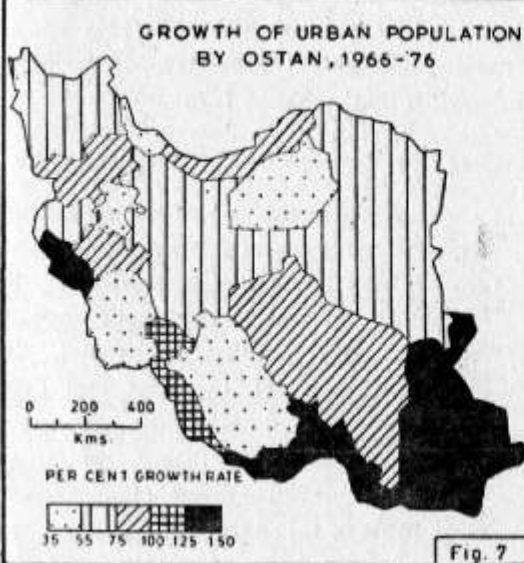 GROWTH OF URBAN POPULATION
BY OSTAN, 1966-'76
0 200 400
Kms.
PER CENT GROWTH RATE
35 55 75 100 125 150
Fig. 7